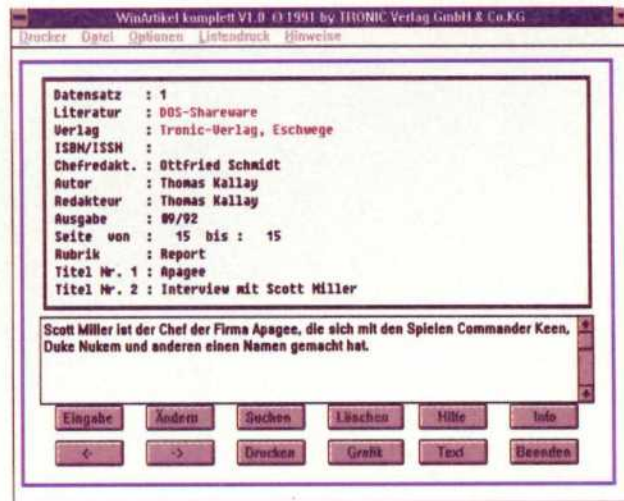 WinArtikel komplett V1.0 © 1991 by TRONIC Verlag GmbH & Co.KG
Drucker Datei Optionen Listendruck Hinweise
Datensatz : 1
Literatur : DOS-Shareware
Verlag : Tronic-Verlag, Eschwege
ISBN/ISSN :
Chefredakt. : Ottfried Schmidt
Autor : Thomas Kallay
Redakteur : Thomas Kallay
Ausgabe : 09/92
Seite von : 15 bis : 15
Rubrik : Report
Titel Nr. 1 : Apagee
Titel Nr. 2 : Interview mit Scott Miller
Scott Miller ist der Chef der Firma Apagee, die sich mit den Spielen Commander Keen,
Duke Nukem und anderen einen Namen gemacht hat.
Eingabe Ändern Suchen Löschen Hilfe Info
<- -> Drucken Grafik Text Beenden